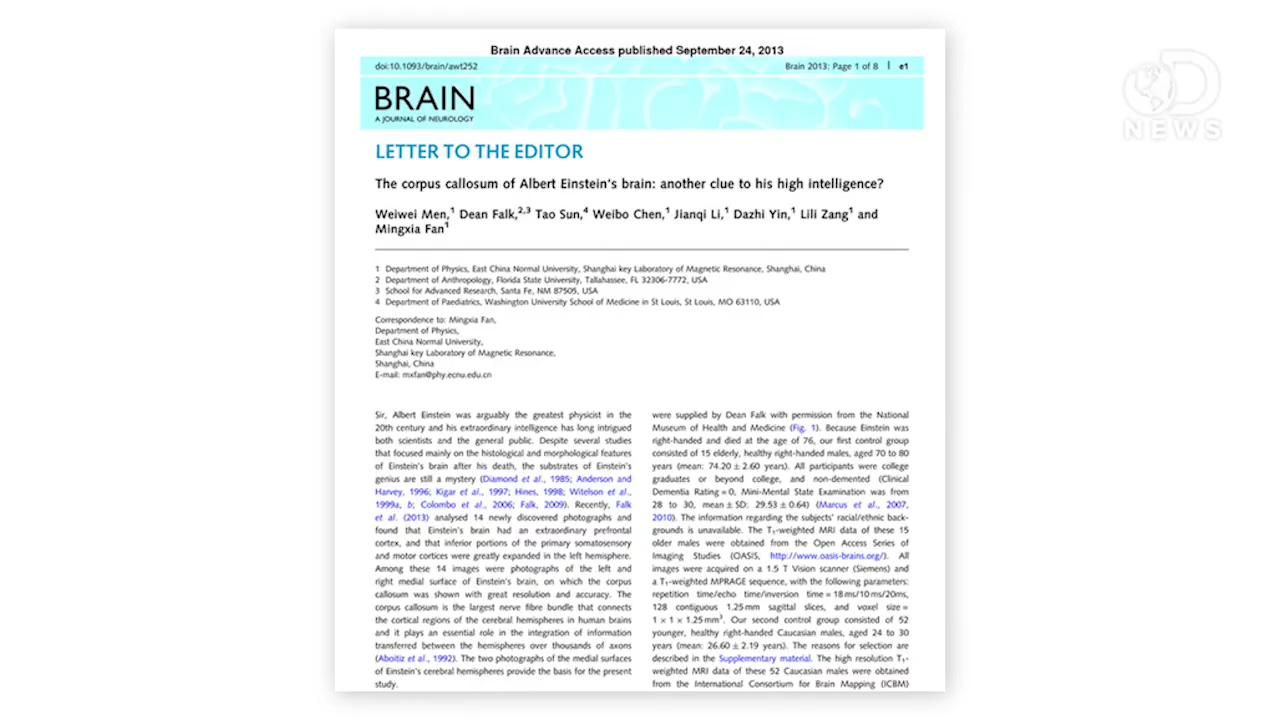 Brain Advance Access published September 24, 2013
doi:10.1093/brain/awt252
Brain 2013: Page 1 of 8 | e1
BRAIN
A JOURNAL OF NEUROLOGY
D
NEWS
LETTER TO THE EDITOR
The corpus callosum of Albert Einstein's brain: another clue to his high intelligence?
Weiwei Men,1 Dean Falk,2,3 Tao Sun,4 Weibo Chen,1 Jianqi Li,1 Dazhi Yin,1 Lili Zang1 and
Mingxia Fan1
1 Department of Physics, East China Normal University, Shanghai key Laboratory of Magnetic Resonance, Shanghai, China
2 Department of Anthropology, Florida State University, Tallahassee, FL 32306-7772, USA
3 School for Advanced Research, Santa Fe, NM 87505, USA
4 Department of Paediatrics, Washington University School of Medicine in St Louis, St Louis, MO 63110, USA
Correspondence to: Mingxia Fan,
Department of Physics,
East China Normal University,
Shanghai key Laboratory of Magnetic Resonance,
Shanghai, China
E-mail: mxfan@phy.ecnu.edu.cn
Sir, Albert Einstein was arguably the greatest physicist in the
20th century and his extraordinary intelligence has long intrigued
both scientists and the general public. Despite several studies
that focused mainly on the histological and morphological features
of Einstein's brain after his death, the substrates of Einstein's
genius are still a mystery (Diamond et al., 1985; Anderson and
Harvey, 1996; Kigar et al., 1997; Hines, 1998; Witelson et al.,
1999a, b; Colombo et al., 2006; Falk, 2009). Recently, Falk
et al. (2013) analysed 14 newly discovered photographs and
found that Einstein's brain had an extraordinary prefrontal
cortex, and that inferior portions of the primary somatosensory
and motor cortices were greatly expanded in the left hemisphere.
Among these 14 images were photographs of the left and
right medial surface of Einstein's brain, on which the corpus
callosum was shown with great resolution and accuracy. The
corpus callosum is the largest nerve fibre bundle that connects
the cortical regions of the cerebral hemispheres in human brains
and it plays an essential role in the integration of information
transferred between the hemispheres over thousands of axons
(Aboitiz et al., 1992). The two photographs of the medial surfaces
of Einstein's cerebral hemispheres provide the basis for the present
study.
were supplied by Dean Falk with permission from the National
Museum of Health and Medicine (Fig. 1). Because Einstein was
right-handed and died at the age of 76, our first control group
consisted of 15 elderly, healthy right-handed males, aged 70 to 80
years (mean: 74.20 ± 2.60 years). All participants were college
graduates or beyond college, and non-demented (Clinical
Dementia Rating = 0, Mini-Mental State Examination was from
28 to 30, mean ± SD: 29.53 ± 0.64) (Marcus et al., 2007,
2010). The information regarding the subjects' racial/ethnic back-
grounds is unavailable. The T1-weighted MRI data of these 15
older males were obtained from the Open Access Series of
Imaging Studies (OASIS, http://www.oasis-brains.org/). All
images were acquired on a 1.5 T Vision scanner (Siemens) and
a T1-weighted MPRAGE sequence, with the following parameters:
repetition time/echo time/inversion time = 18 ms/10 ms/20ms,
128 contiguous 1.25 mm sagittal slices, and voxel size =
1 × 1 × 1.25 mm3. Our second control group consisted of 52
younger, healthy right-handed Caucasian males, aged 24 to 30
years (mean: 26.60 ± 2.19 years). The reasons for selection are
described in the Supplementary material. The high resolution T1-
weighted MRI data of these 52 Caucasian males were obtained
from the International Consortium for Brain Mapping (ICBM)